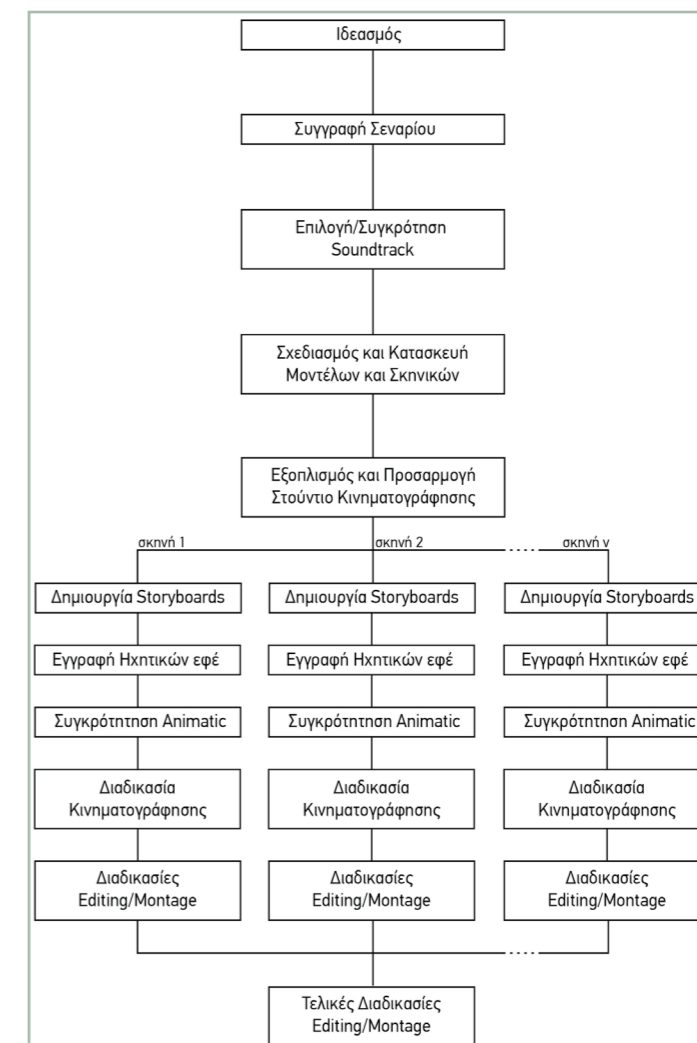 Ιδεασμός
Συγγραφή Σεναρίου
Επιλογή/Συγκρότηση
Soundtrack
Σχεδιασμός και Κατασκευή
Μοντέλων και Σκηνικών
Εξοπλισμός και Προσαρμογή
Στούντιο Κινηματογράφησης
σκηνή 1
σκηνή 2
σκηνή ν
Δημιουργία Storyboards
Δημιουργία Storyboards
Δημιουργία Storyboards
Εγγραφή Ηχητικών εφέ
Εγγραφή Ηχητικών εφέ
Εγγραφή Ηχητικών εφέ
Συγκρότητηση Animatic
Συγκρότητηση Animatic
Συγκρότητηση Animatic
Διαδικασία
Κινηματογράφησης
Διαδικασία
Κινηματογράφησης
Διαδικασία
Κινηματογράφησης
Διαδικασίες
Editing/Montage
Διαδικασίες
Editing/Montage
Διαδικασίες
Editing/Montage
Τελικές Διαδικασίες
Editing/Montage